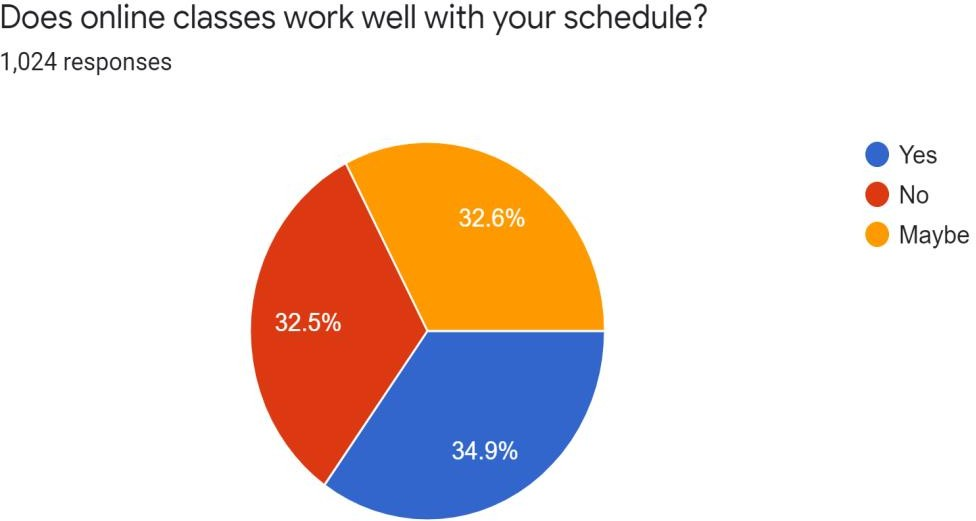 Does online classes work well with your schedule?
1,024 responses
Yes
No
Maybe
32.6%
32.5%
34.9%